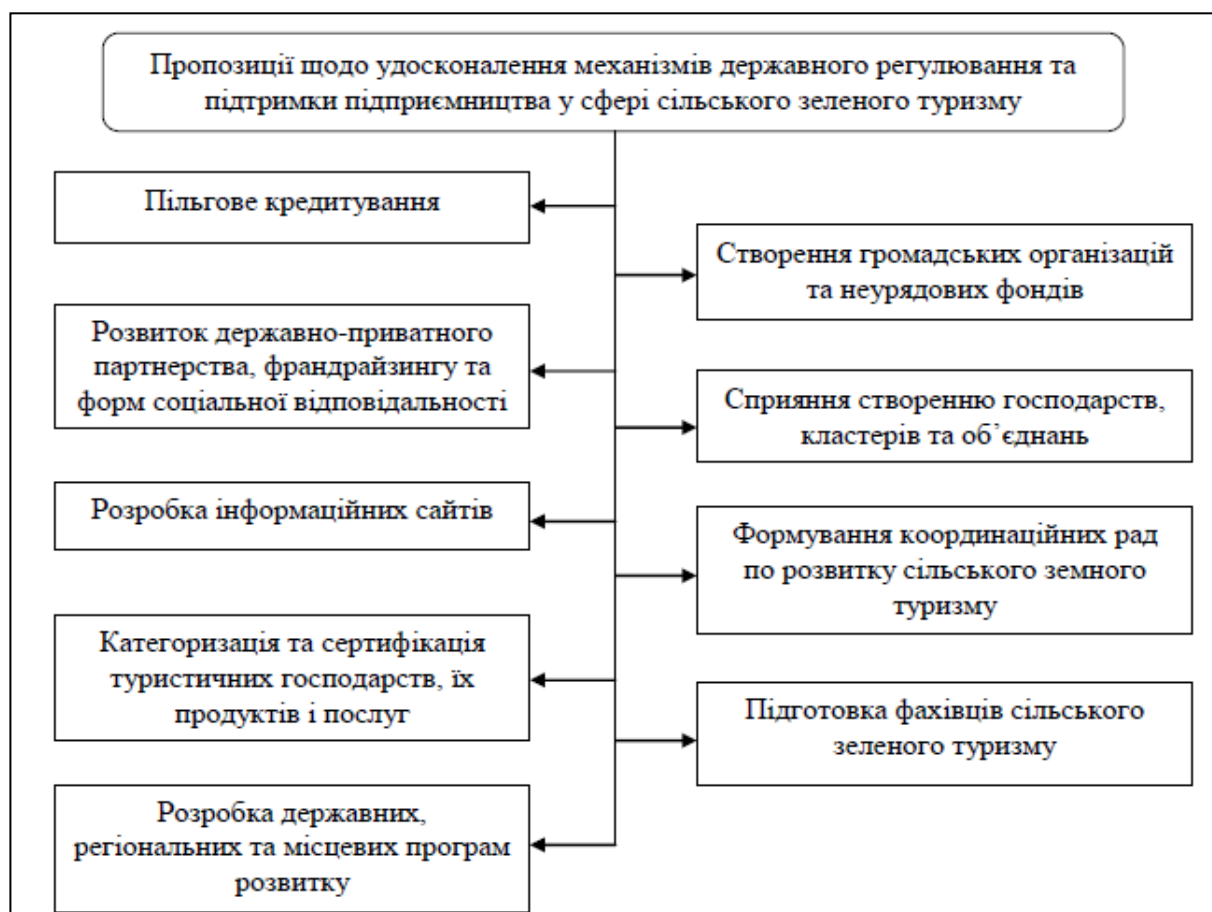 Пропозиції щодо удосконалення механізмів державного регулювання та
підтримки підприємництва у сфері сільського зеленого туризму
Пільгове кредитування
Створення громадських організацій
та неурядових фондів
Розвиток державно-приватного
партнерства, франдрайзингу та
форм соціальної відповідальності
Сприяння створенню господарств,
кластерів та об’єднань
Розробка інформаційних сайтів
Формування координаційних рад
по розвитку сільського земного
туризму
Категоризація та сертифікація
туристичних господарств, їх
продуктів і послуг
Підготовка фахівців сільського
зеленого туризму
Розробка державних,
регіональних та місцевих програм
розвитку